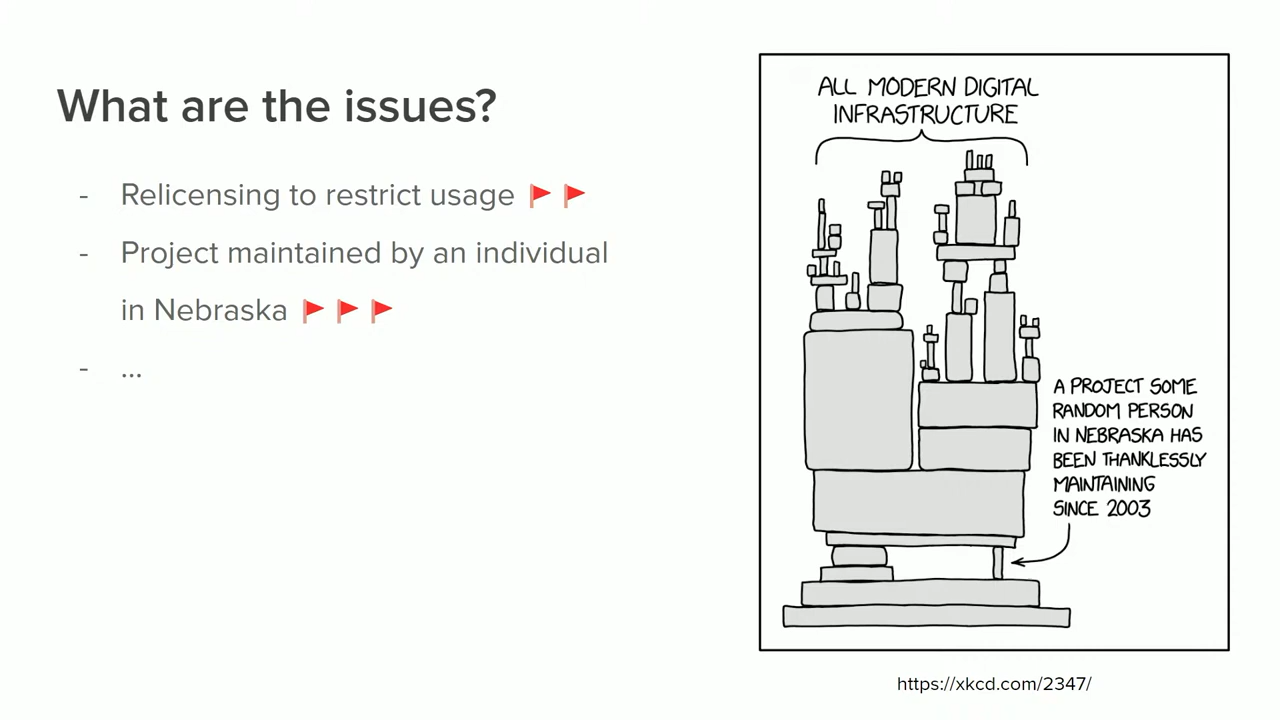 What are the issues?
- Relicensing to restrict usage 🚩 🚩
- Project maintained by an individual
in Nebraska 🚩 🚩 🚩
- ...
ALL MODERN DIGITAL
INFRASTRUCTURE
A PROJECT SOME
RANDOM PERSON
IN NEBRASKA HAS
BEEN THANKLESSLY
MAINTAINING
SINCE 2003
https://xkcd.com/2347/